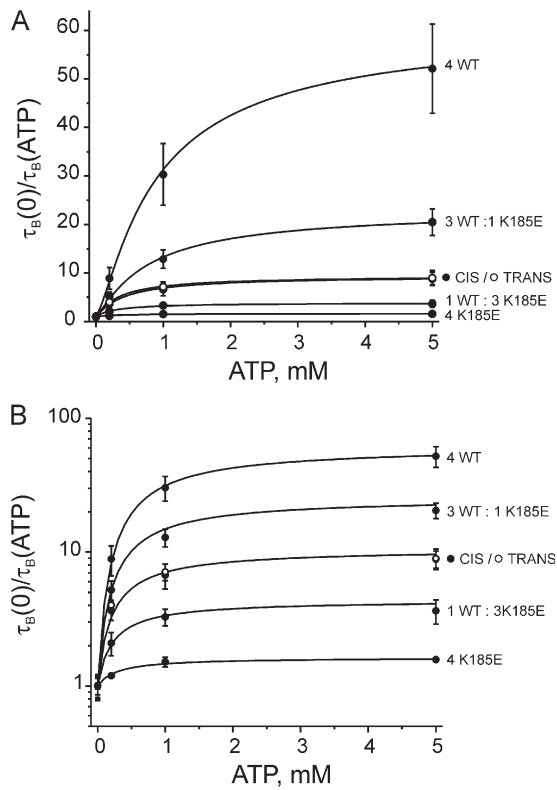 A
τB(0)/τB(ATP)
60
50
40
30
20
10
0
4 WT
3 WT :1 K185E
● CIS /○ TRANS
1 WT : 3 K185E
4 K185E
0 1 2 3 4 5
ATP, mM
B
τB(0)/τB(ATP)
100
10
1
4 WT
3 WT : 1 K185E
● CIS /○ TRANS
1 WT : 3K185E
4 K185E
0 1 2 3 4 5
ATP, mM